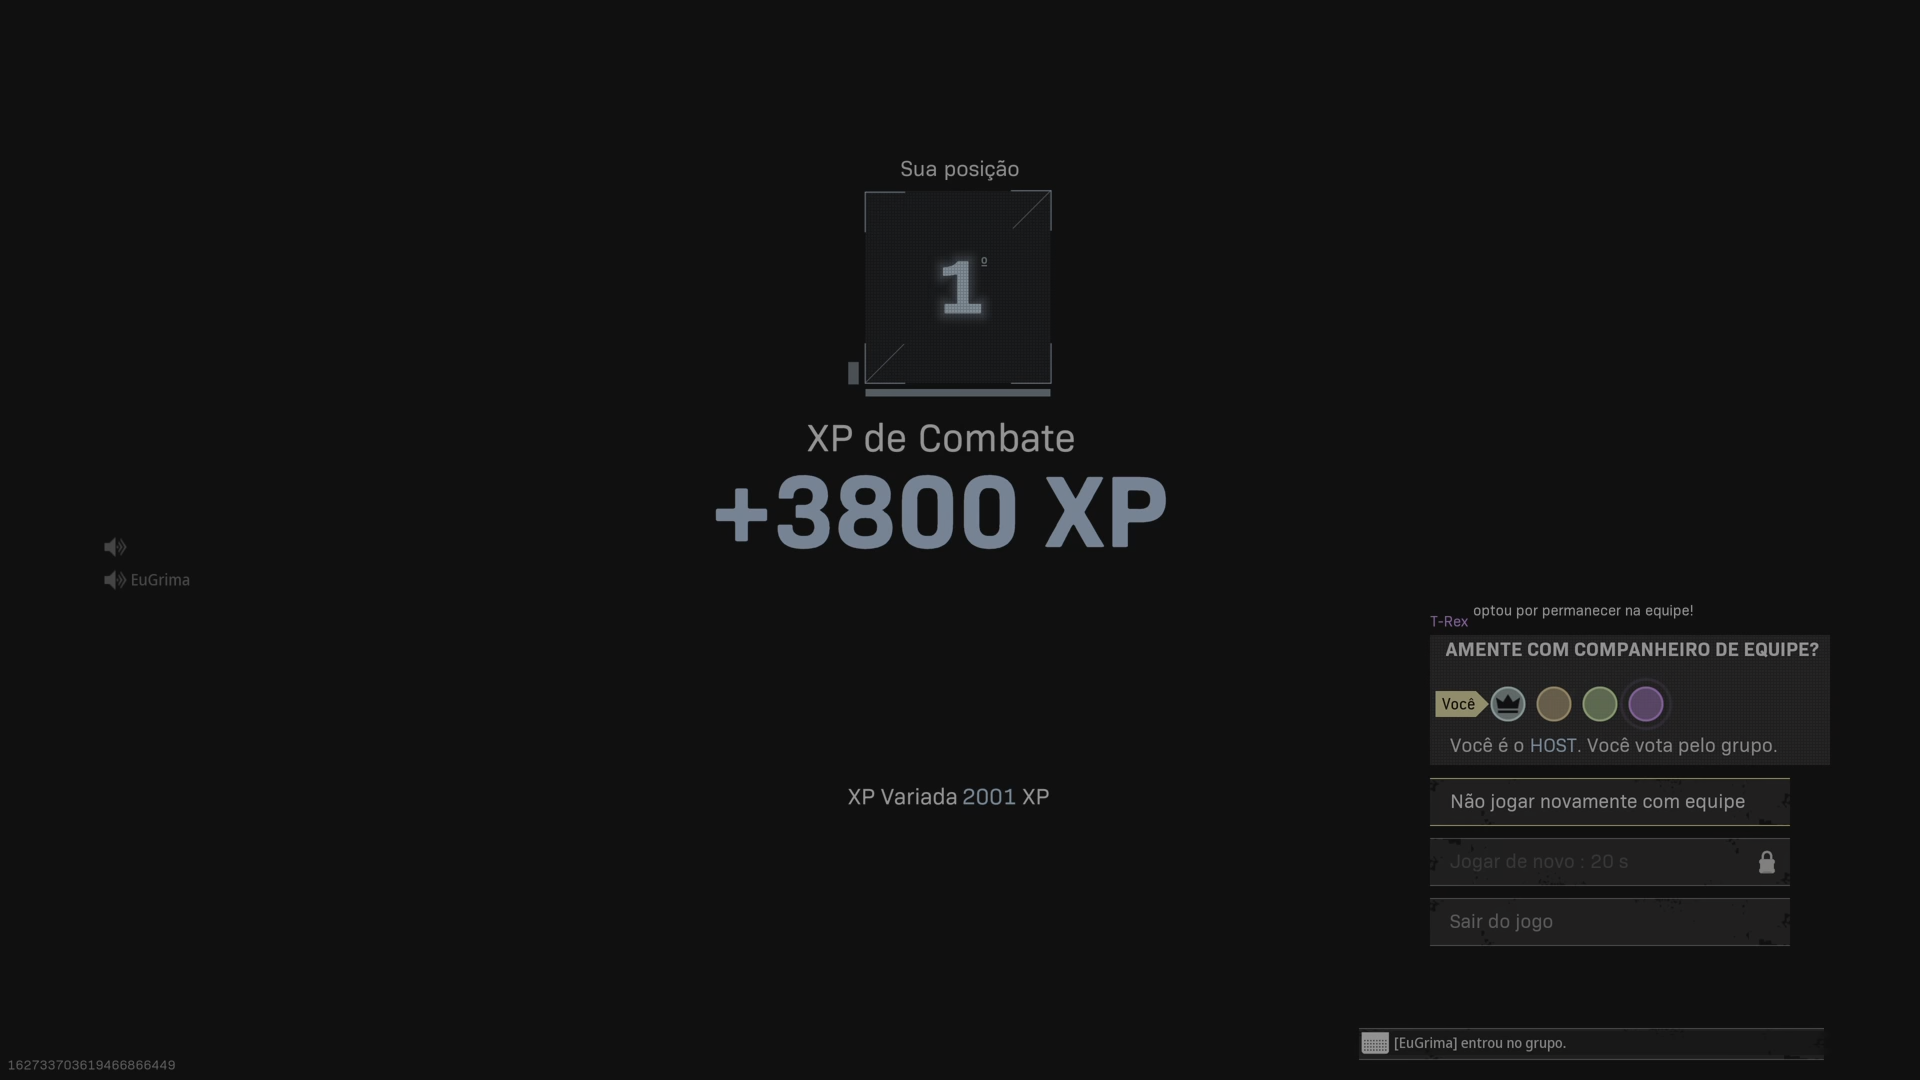 Sua posição
1º
XP de Combate
+3800 XP
EuGrima
XP Variada 2001 XP
optou por permanecer na equipe!
T-Rex
AMENTE COM COMPANHEIRO DE EQUIPE?
Você
Você é o HOST. Você vota pelo grupo.
Não jogar novamente com equipe
Jogar de novo : 20 s
Sair do jogo
[EuGrima] entrou no grupo.
162733703619466866449